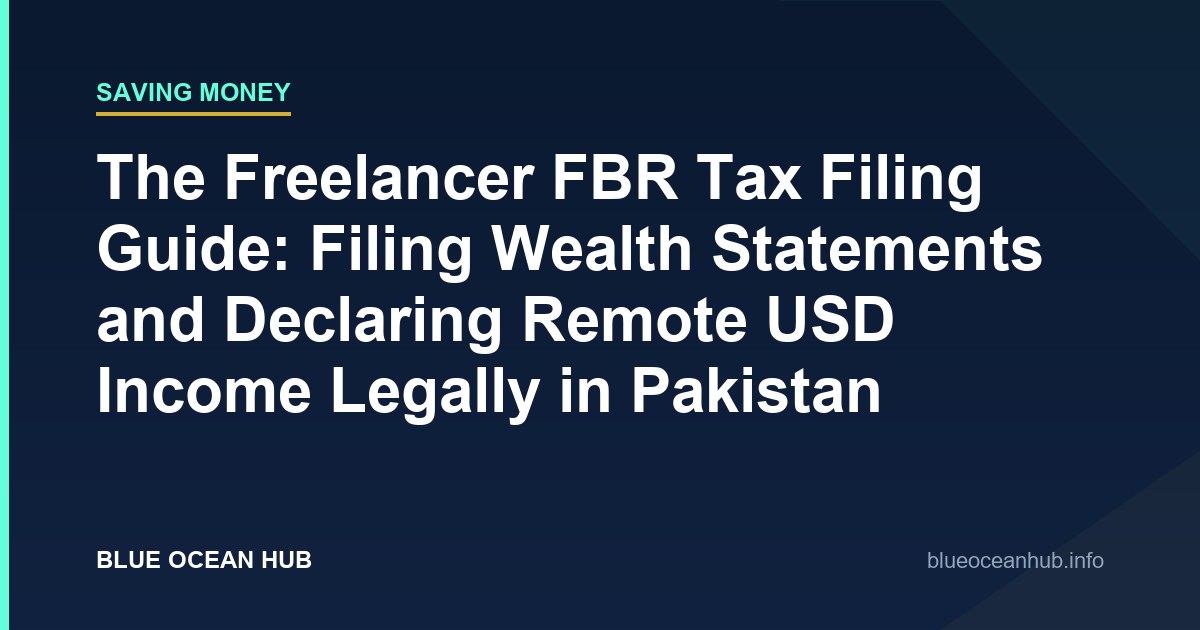 SAVING MONEY
The Freelancer FBR Tax Filing
Guide: Filing Wealth Statements
and Declaring Remote USD
Income Legally in Pakistan
BLUE OCEAN HUB
blueoceanhub.info